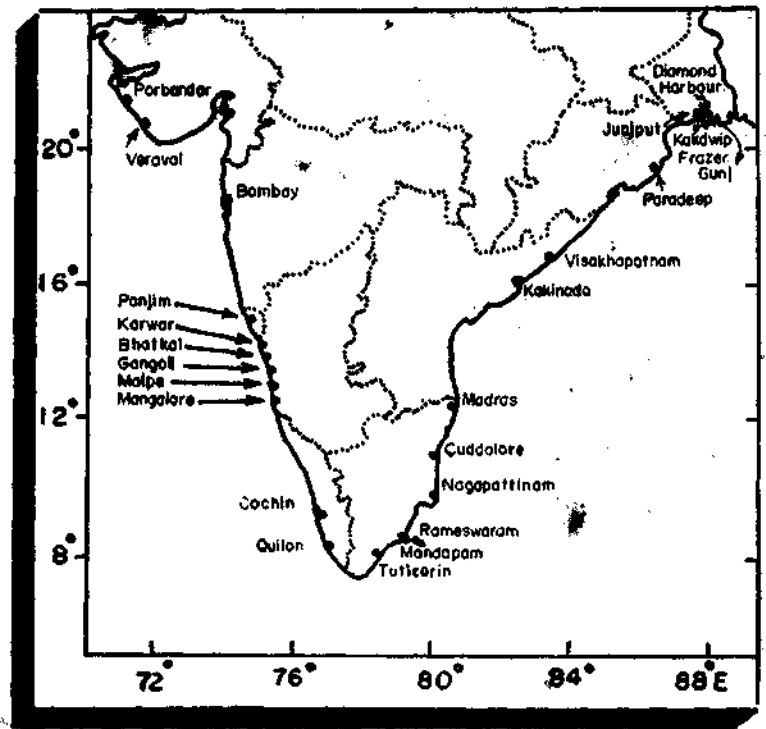 Porbandar
Veraval
Bombay
Panjim
Karwar
Bhatkal
Gangoli
Malpe
Mangalore
Cochin
Quilon
Diamond
Harbour
Junput
Kakdwip
Frazer
Gunj
Paradeep
Visakhapatnam
Kakinada
Madras
Cuddalore
Nagapattinam
Rameswaram
Mandapam
Tuticorin
20°
16°
12°
8°
72°
76°
80°
84°
88°E